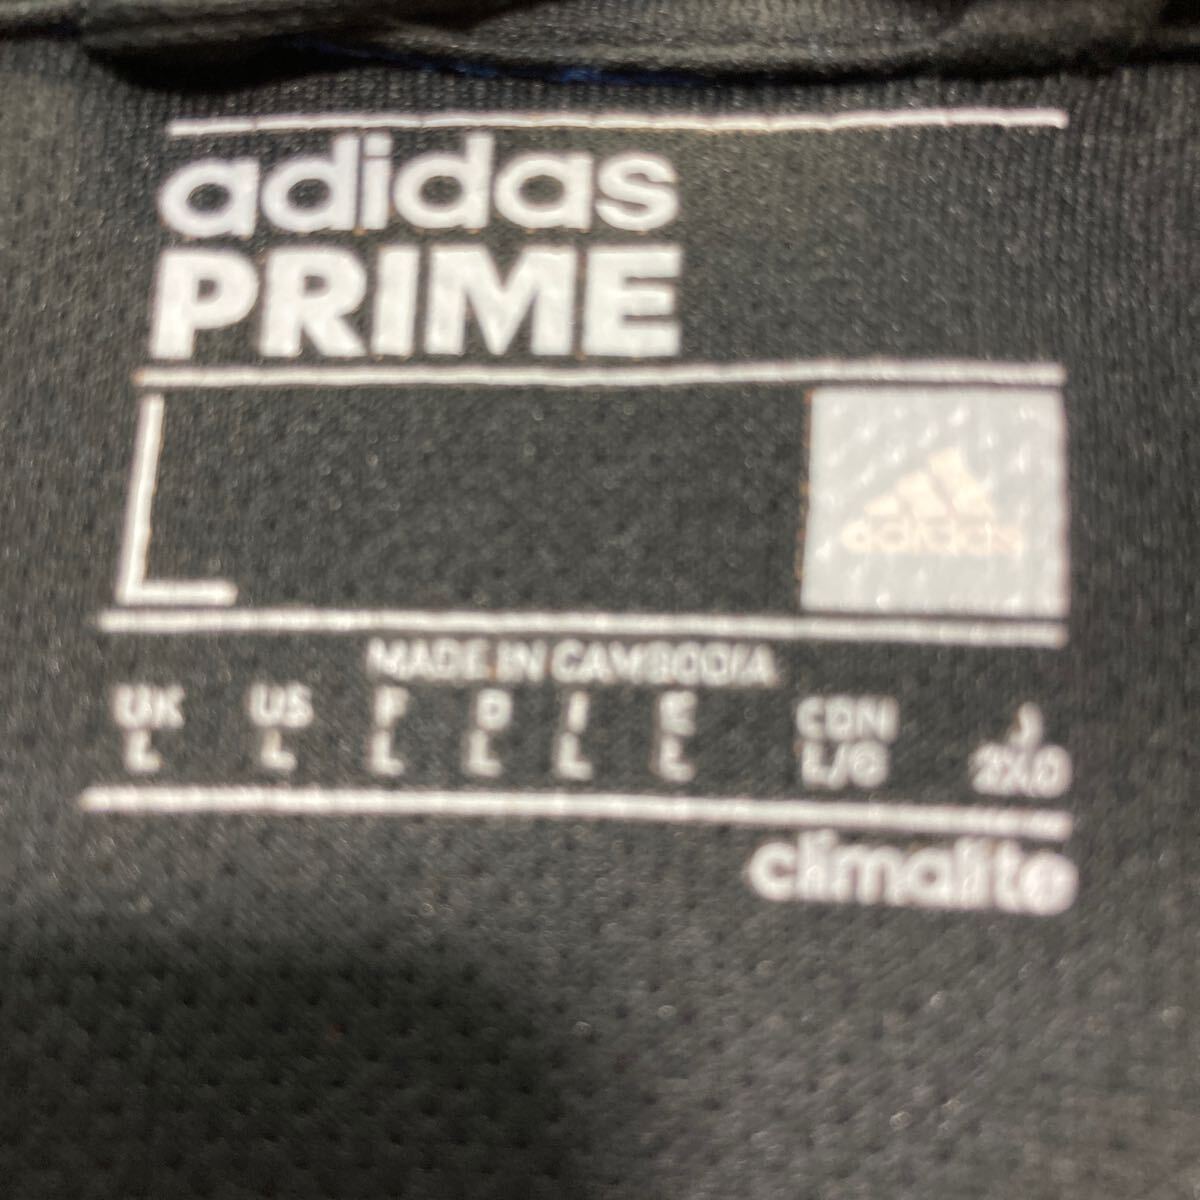 adidas
PRIME
L
adidas
MADE IN CAMBODIA
UK US F D I E CDN J
L L L L L L L/G 2XO
climalite